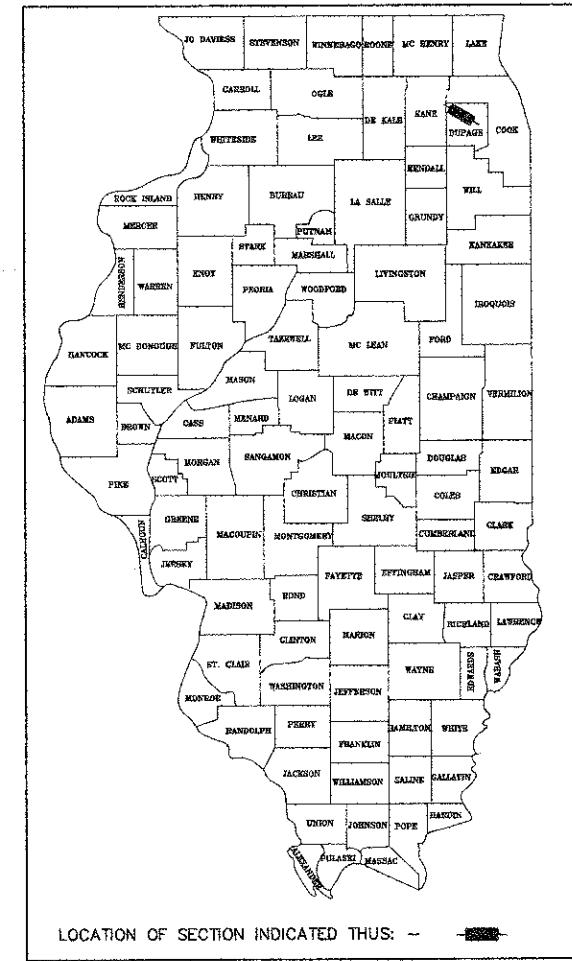 JO DAVIESS STEVENSON WINNEBAGO BOONE MC HENRY LAKE
CARROLL OGLE DE KALB KANE DUPAGE COOK
WHITESIDE LEE
KENDALL WILL
ROCK ISLAND HENRY BUREAU LA SALLE GRUNDY
MERCER PUTNAM KANKAKEE
STARK MARSHALL
HENDERSON WARREN KNOX PEORIA WOODFORD LIVINGSTON IROQUOIS
HANCOCK MC DONOUGH FULTON TAZEWELL MC LEAN FORD
SCHUYLER MASON LOGAN DE WITT CHAMPAIGN VERMILION
ADAMS BROWN CASS MENARD MACON PIATT
MORGAN SANGAMON DOUGLAS EDGAR
PIKE SCOTT CHRISTIAN MOULTRIE COLES
GREENE MACOUPIN MONTGOMERY SHELBY CUMBERLAND CLARK
CALHOUN JERSEY FAYETTE EFFINGHAM JASPER CRAWFORD
MADISON BOND CLAY RICHLAND LAWRENCE
CLINTON MARION
ST. CLAIR WAYNE EDWARDS WABASH
WASHINGTON JEFFERSON
MONROE
RANDOLPH PERRY HAMILTON WHITE
FRANKLIN
JACKSON WILLIAMSON SALINE GALLATIN
UNION JOHNSON POPE HARDIN
ALEXANDER PULASKI MASSAC
LOCATION OF SECTION INDICATED THUS: -